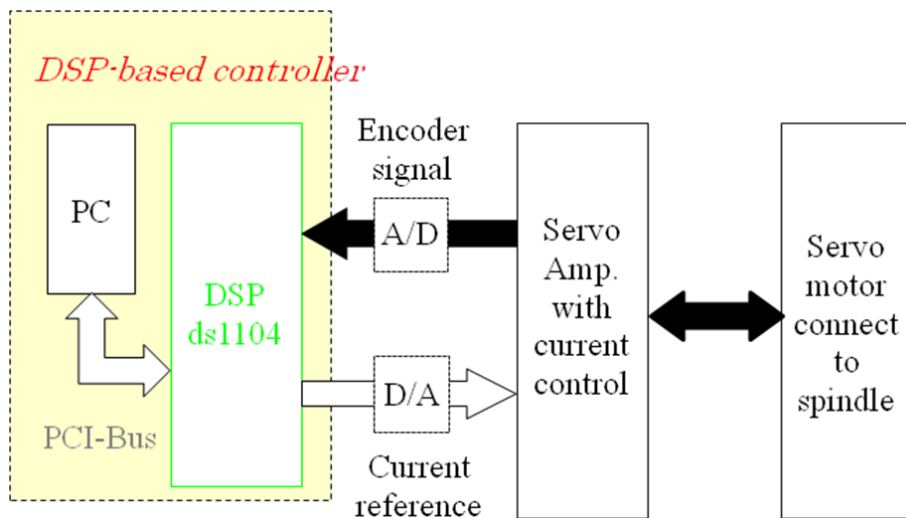 DSP-based controller
PC
DSP
ds1104
PCI-Bus
Encoder
signal
A/D
D/A
Current
reference
Servo
Amp.
with
current
control
Servo
motor
connect
to
spindle